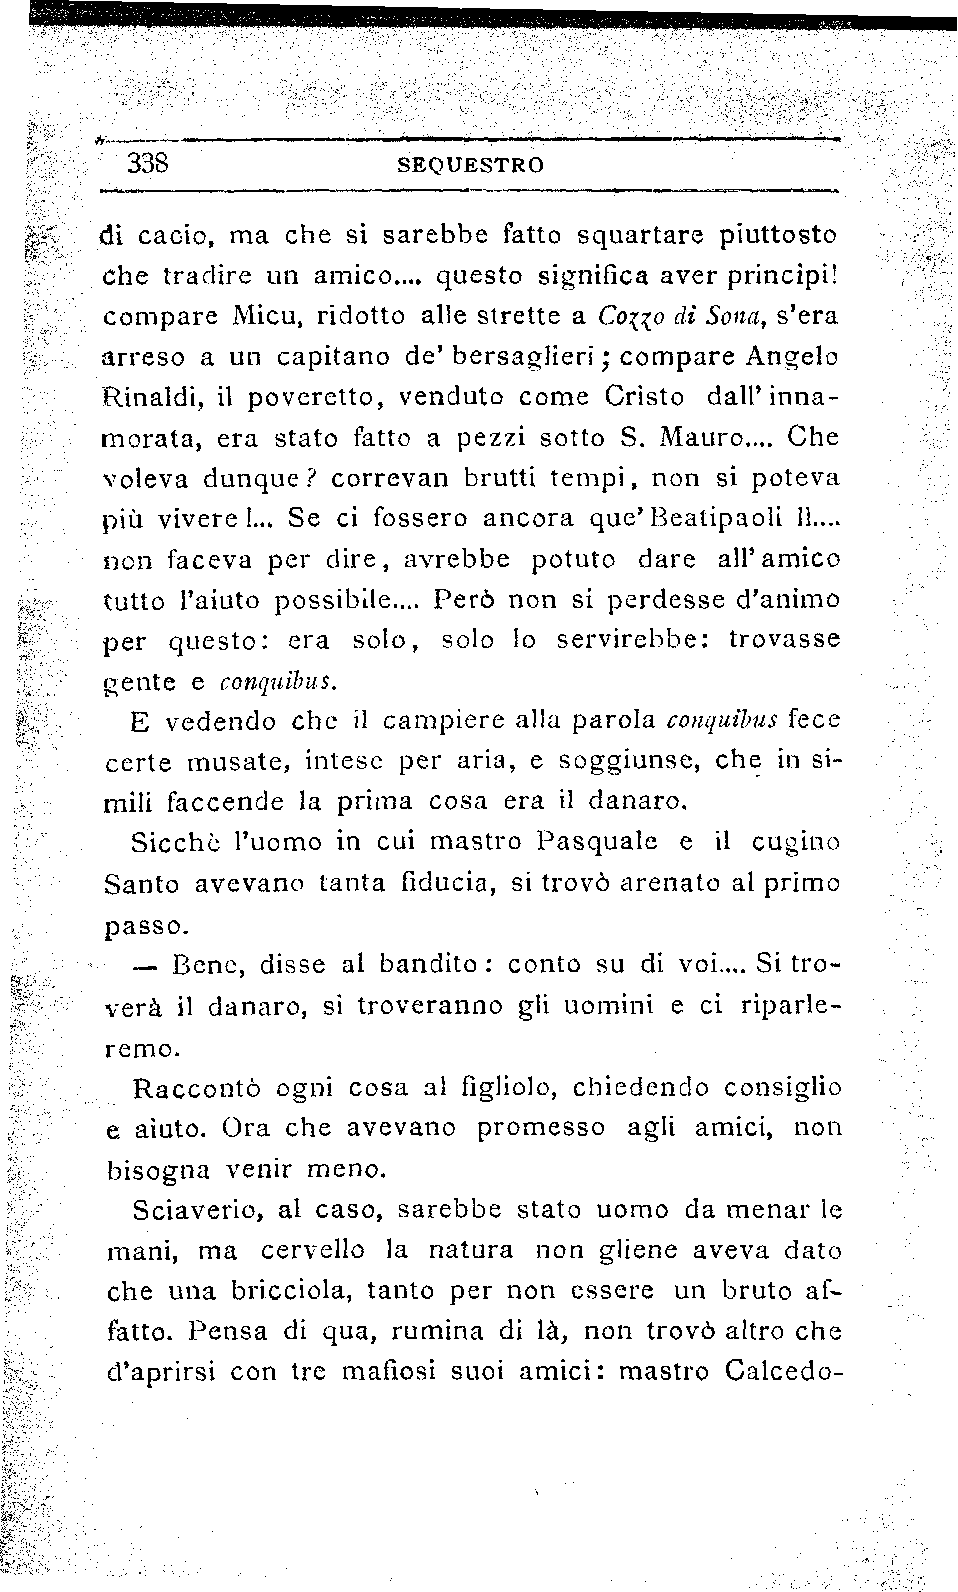 338 SEQUESTRO
di cacio, ma che si sarebbe fatto squartare piuttosto
che tradire un amico.... questo significa aver principi!
compare Micu, ridotto alle strette a Cozzo di Sona, s'era
arreso a un capitano de' bersaglieri; compare Angelo
Rinaldi, il poveretto, venduto come Cristo dall' inna-
morata, era stato fatto a pezzi sotto S. Mauro.... Che
voleva dunque? correvan brutti tempi, non si poteva
più vivere!... Se ci fossero ancora que' Beatipaoli lì....
non faceva per dire, avrebbe potuto dare all' amico
tutto l'aiuto possibile.... Però non si perdesse d'animo
per questo: era solo, solo lo servirebbe: trovasse
gente e conquibus.
E vedendo che il campiere alla parola conquibus fece
certe musate, intese per aria, e soggiunse, che in si-
mili faccende la prima cosa era il danaro.
Sicchè l'uomo in cui mastro Pasquale e il cugino
Santo avevano tanta fiducia, si trovò arenato al primo
passo.
— Bene, disse al bandito: conto su di voi.... Si tro-
verà il danaro, si troveranno gli uomini e ci riparle-
remo.
Raccontò ogni cosa al figliolo, chiedendo consiglio
e aiuto. Ora che avevano promesso agli amici, non
bisogna venir meno.
Sciaverio, al caso, sarebbe stato uomo da menar le
mani, ma cervello la natura non gliene aveva dato
che una bricciola, tanto per non essere un bruto af-
fatto. Pensa di qua, rumina di là, non trovò altro che
d'aprirsi con tre mafiosi suoi amici: mastro Calcedo-